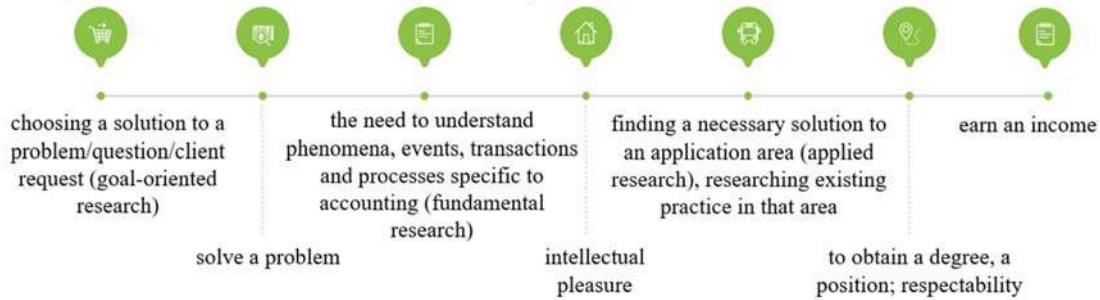 choosing a solution to a
problem/question/client
request (goal-oriented
research)
solve a problem
the need to understand
phenomena, events, transactions
and processes specific to
accounting (fundamental
research)
intellectual
pleasure
finding a necessary solution to
an application area (applied
research), researching existing
practice in that area
to obtain a degree, a
position; respectability
earn an income